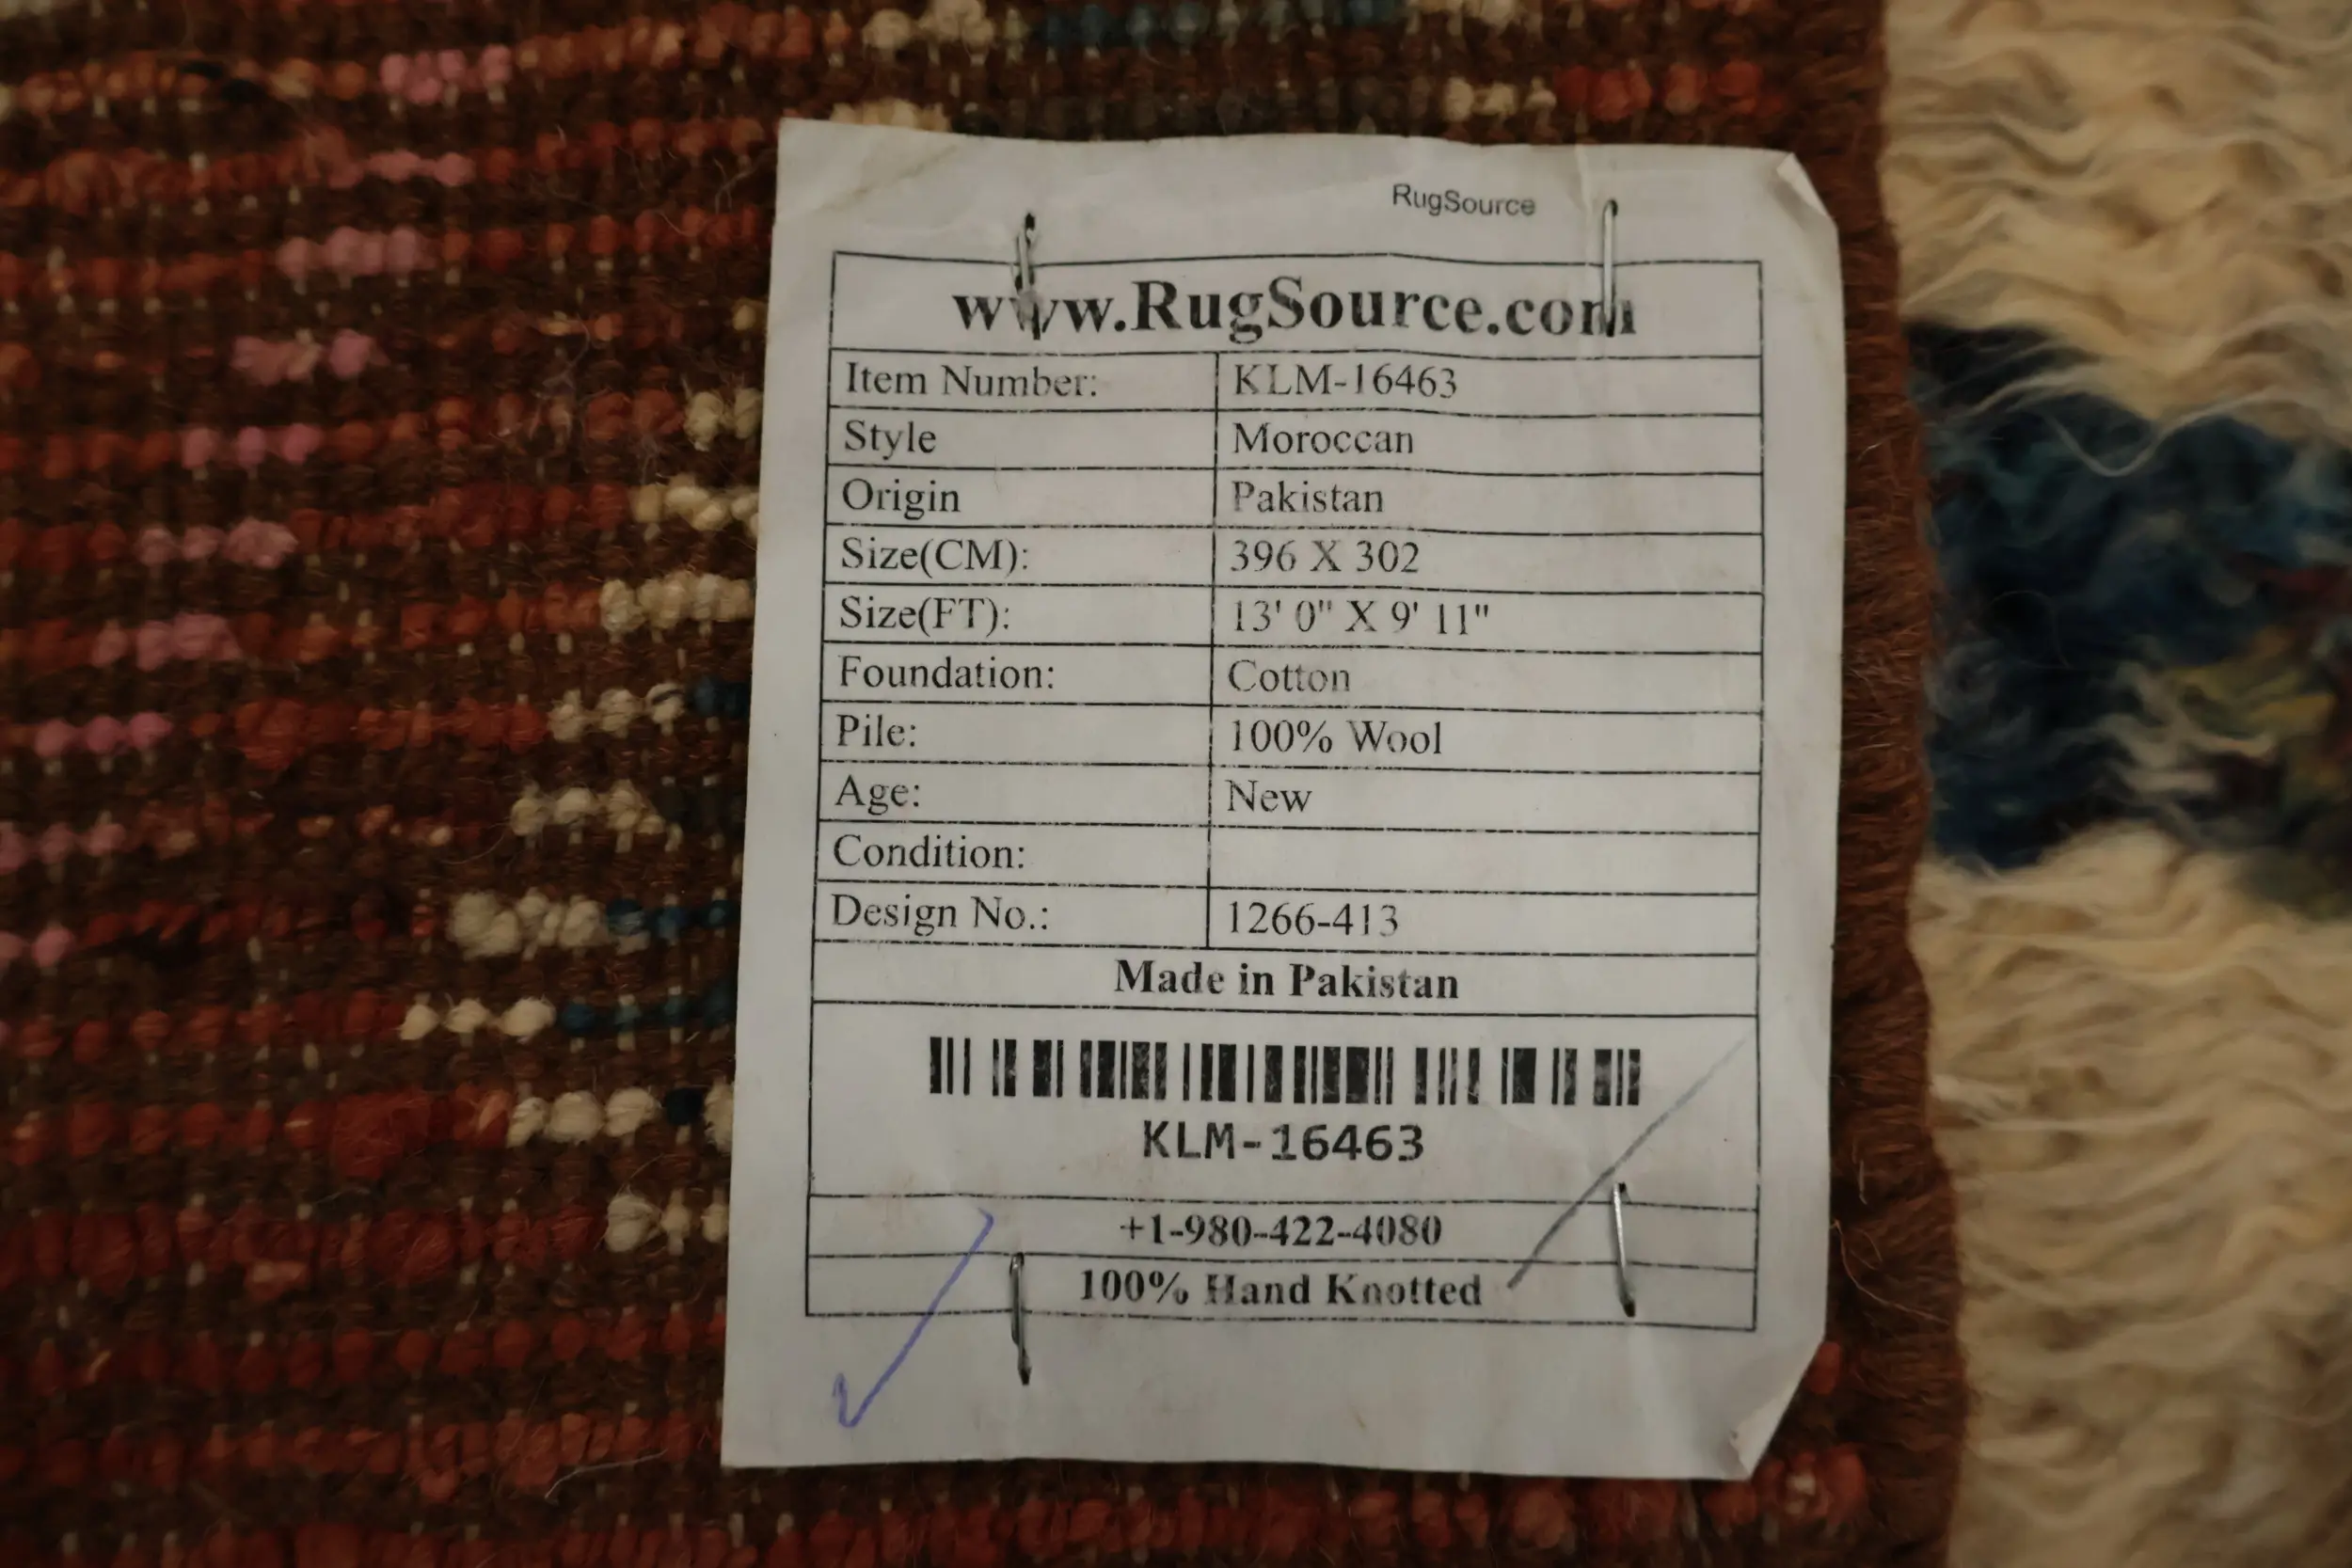 RugSource
www.RugSource.com
Item Number: KLM-16463
Style Moroccan
Origin Pakistan
Size(CM): 396 X 302
Size(FT): 13' 0" X 9' 11"
Foundation: Cotton
Pile: 100% Wool
Age: New
Condition:
Design No.: 1266-413
Made in Pakistan
KLM-16463
+1-980-422-4080
100% Hand Knotted